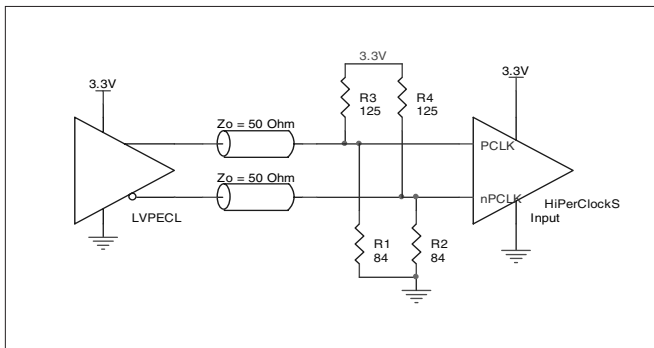 3.3V
3.3V
3.3V
R3
125
R4
125
Zo = 50 Ohm
PCLK
Zo = 50 Ohm
nPCLK
HiPerClockS
Input
LVPECL
R1
84
R2
84